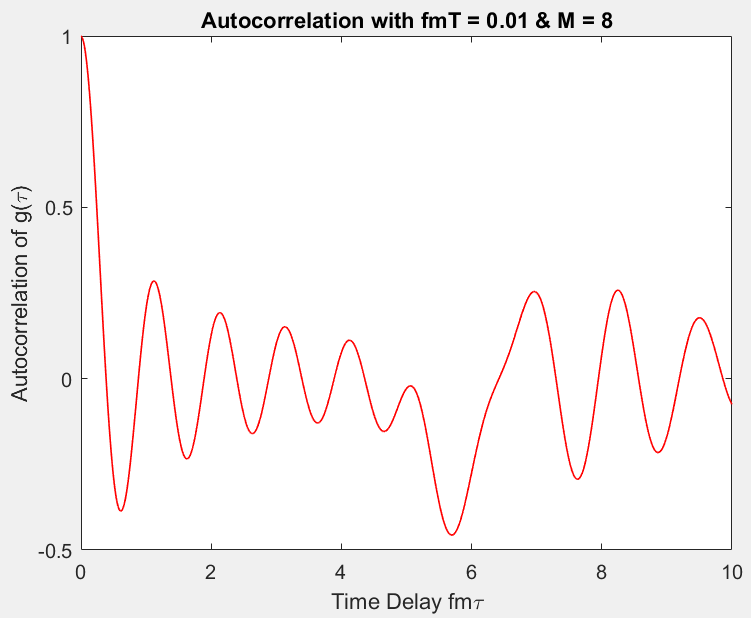 Autocorrelation with fmT = 0.01 & M = 8
1
0.5
0
-0.5
Autocorrelation of g(τ)
0 2 4 6 8 10
Time Delay fmτ